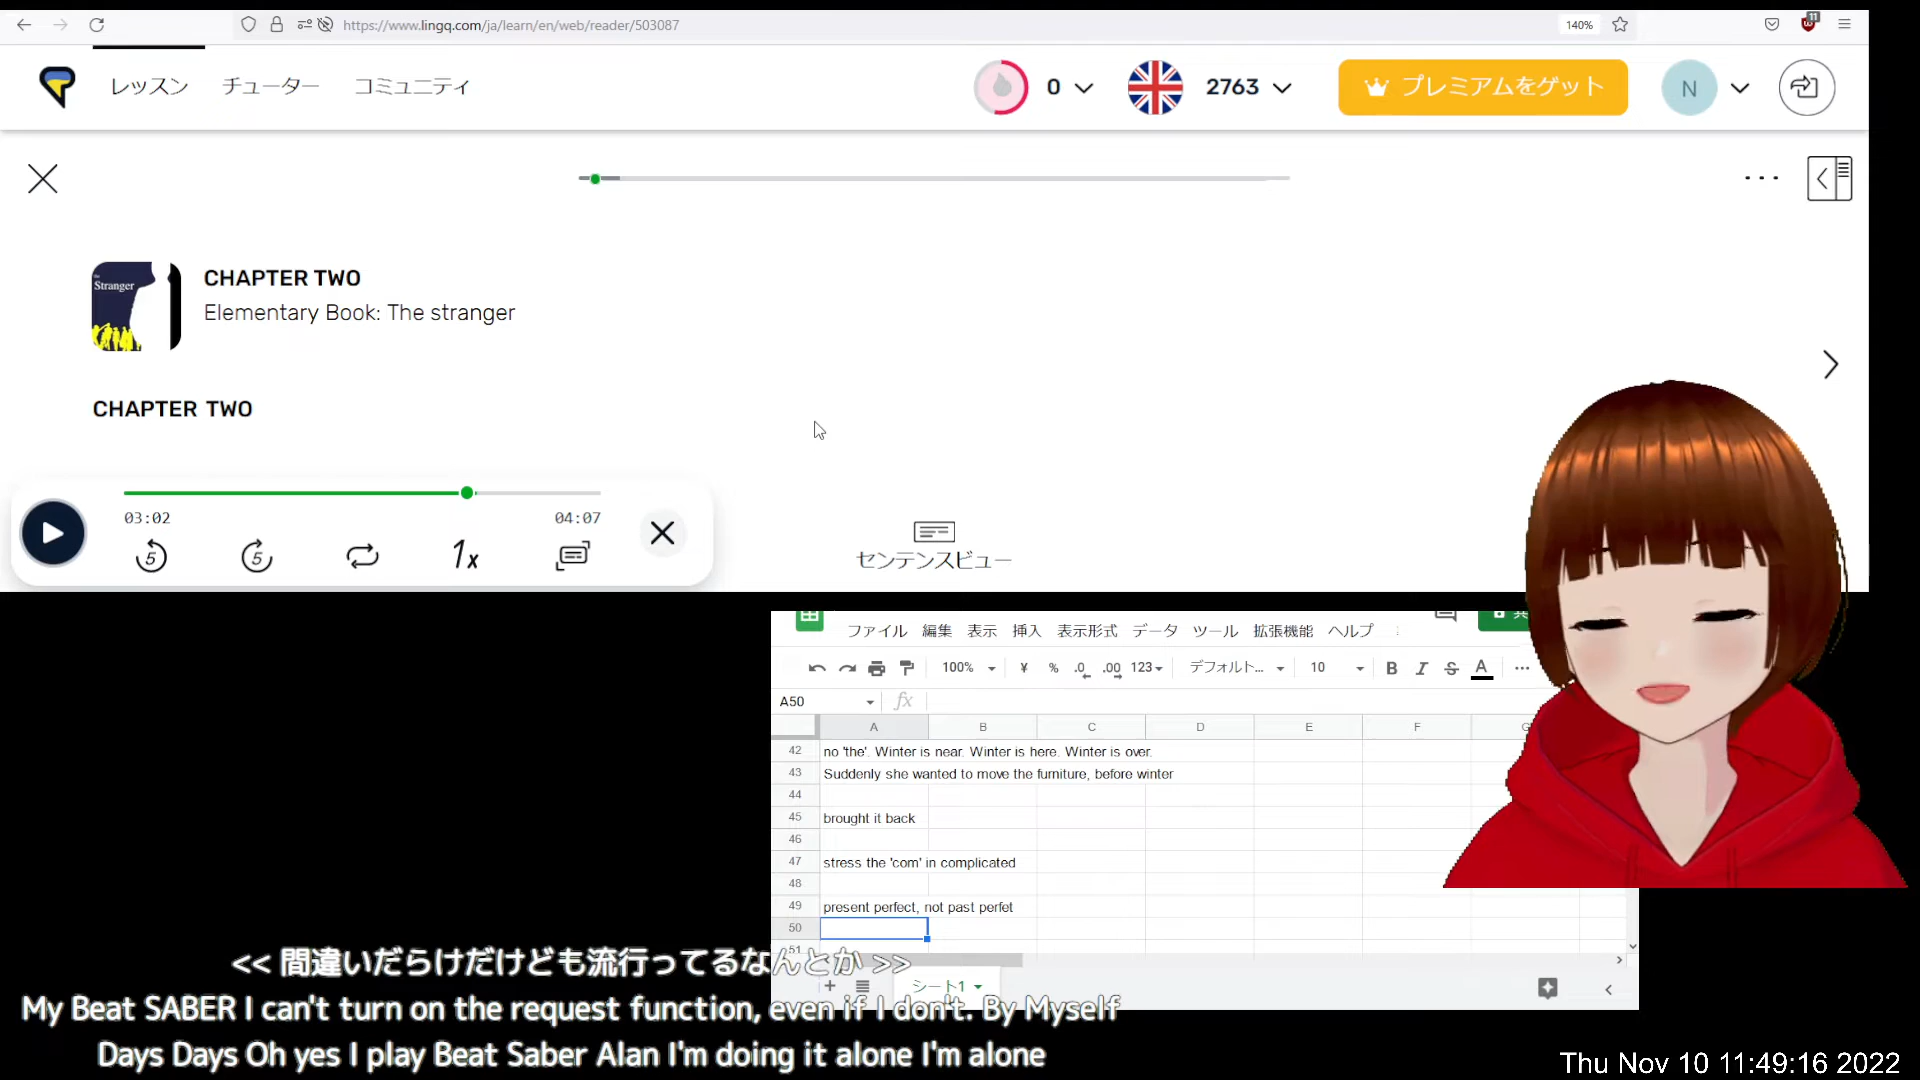 https://www.lingq.com/ja/learn/en/web/reader/503087
140%
11
レッスン
チューター
コミュニティ
0
2763
プレミアムをゲット
N
Stranger
CHAPTER TWO
Elementary Book: The stranger
CHAPTER TWO
03:02
04:07
5
5
1x
センテンスビュー
ファイル 編集 表示 挿入 表示形式 データ ツール 拡張機能 ヘルプ
100% ¥ % .0 .00 123 デフォルト... 10 B I S A
A50 fx
A B C D E F
42 no 'the'. Winter is near. Winter is here. Winter is over.
43 Suddenly she wanted to move the furniture, before winter
44
45 brought it back
46
47 stress the 'com' in complicated
48
49 present perfect, not past perfet
50
51
シート1
<< 間違いだらけだけども流行ってるなんとか >>
My Beat SABER I can't turn on the request function, even if I don't. By Myself
Days Days Oh yes I play Beat Saber Alan I'm doing it alone I'm alone
Thu Nov 10 11:49:16 2022